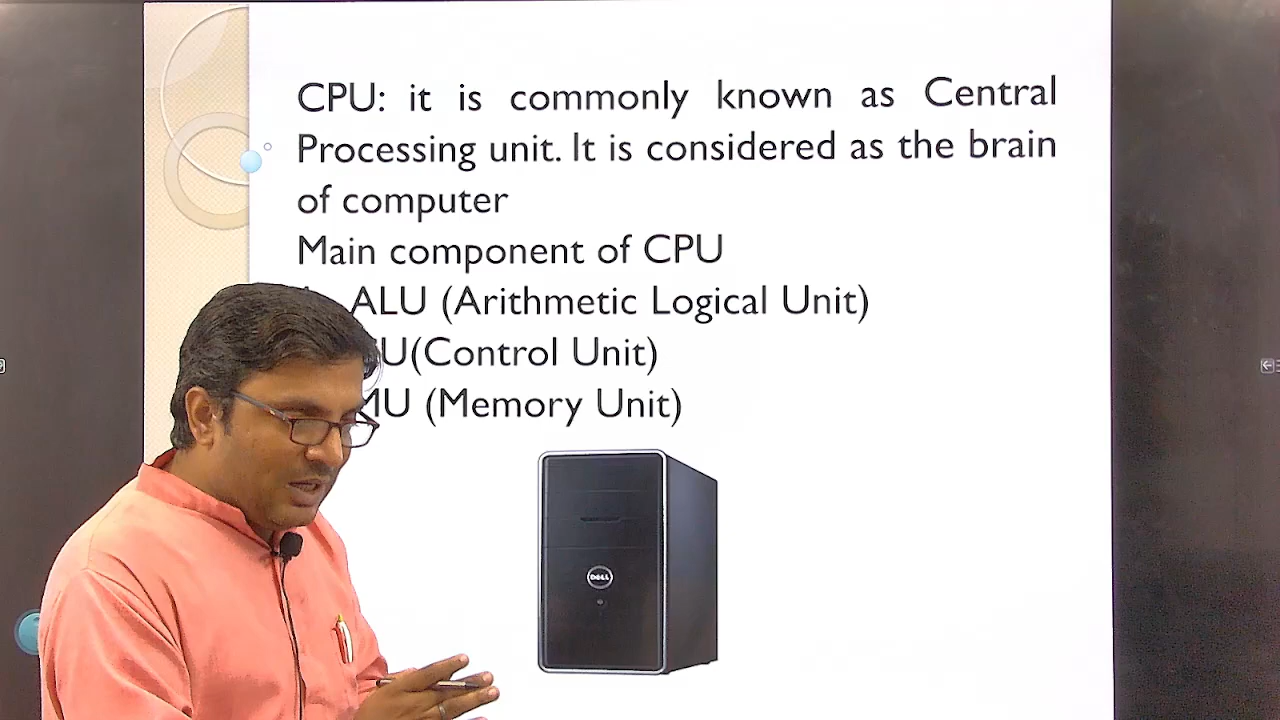 CPU: it is commonly known as Central
Processing unit. It is considered as the brain
of computer
Main component of CPU
ALU (Arithmetic Logical Unit)
(Control Unit)
MU (Memory Unit)
DELL